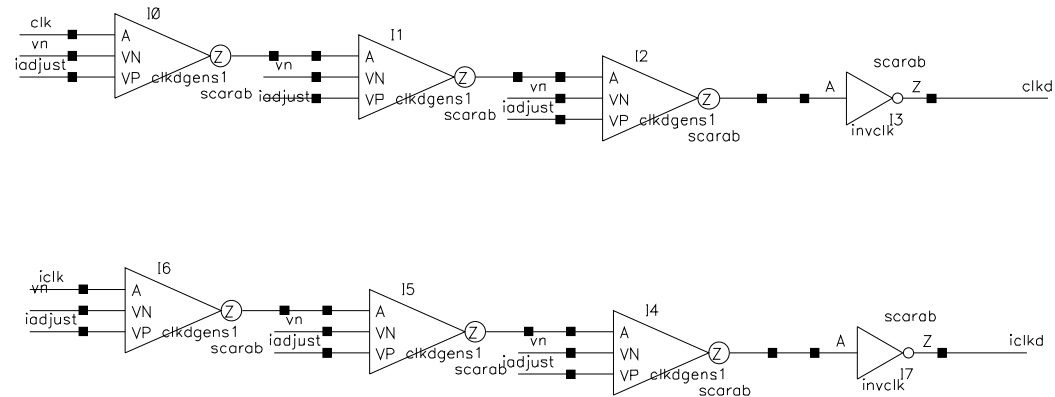 I0
clk
A
vn
VN
Z
iadjust
VP
clkdgens1
scarab
I1
A
vn
VN
Z
iadjust
VP
clkdgens1
scarab
I2
A
vn
VN
Z
iadjust
VP
clkdgens1
scarab
scarab
A
Z
clkd
I3
invclk
I6
iclk
A
vn
VN
Z
iadjust
VP
clkdgens1
scarab
I5
A
vn
VN
Z
iadjust
VP
clkdgens1
scarab
I4
A
vn
VN
Z
iadjust
VP
clkdgens1
scarab
scarab
A
Z
iclkd
I7
invclk